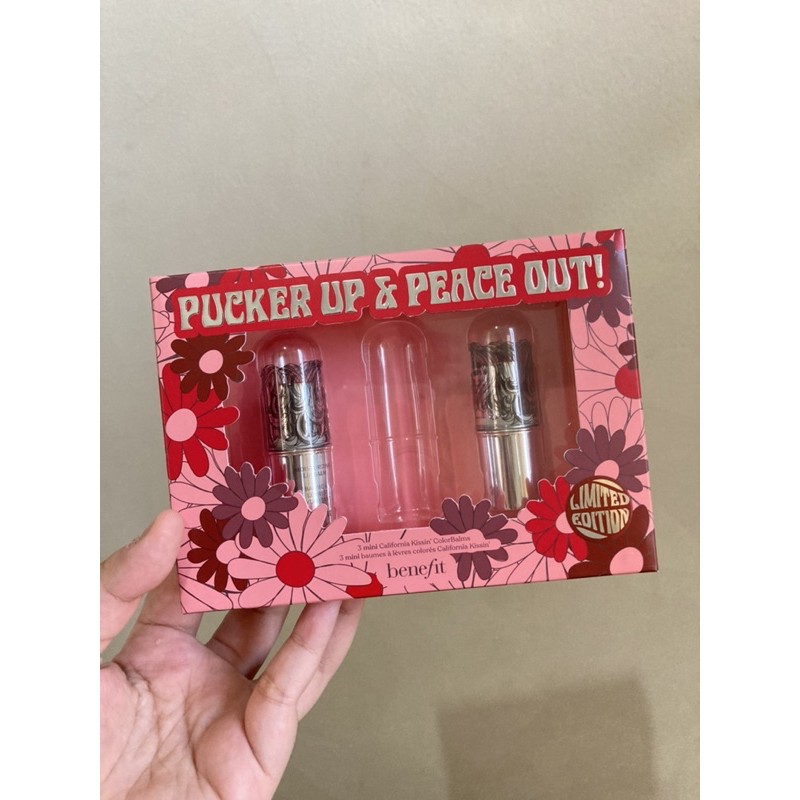 PUCKER UP & PEACE OUT!
LIMITED
EDITION
3 mini California Kissin' ColorBalms
3 mini baumes à lèvres colorés California Kissin'
benefit